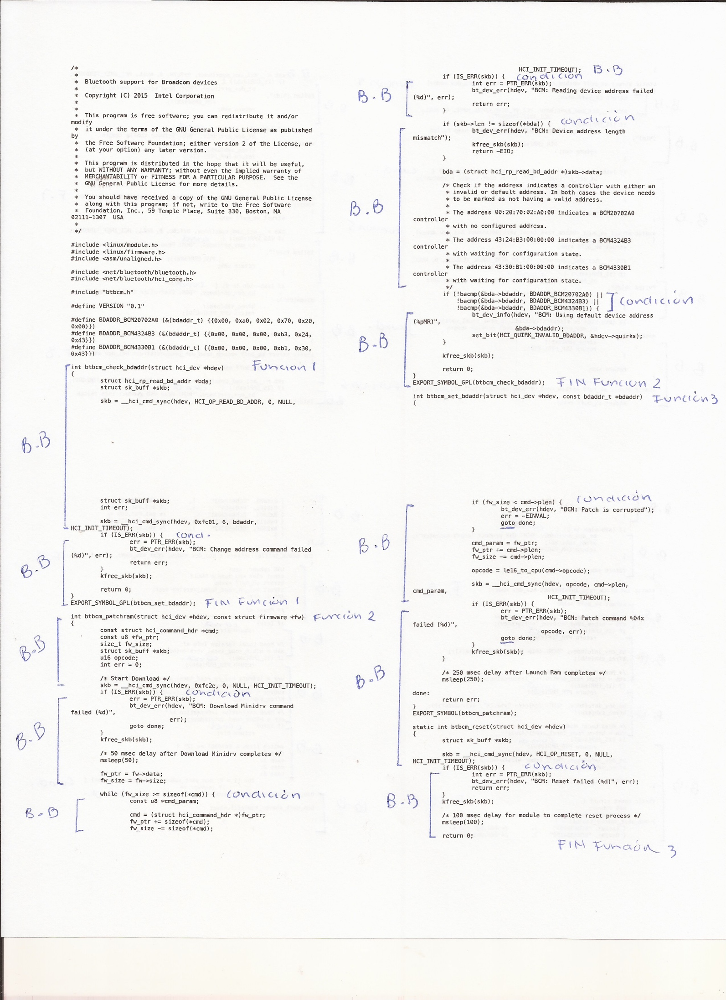 /*
 *
 *  Bluetooth support for Broadcom devices
 *
 *  Copyright (C) 2015  Intel Corporation
 *
 *
 *  This program is free software; you can redistribute it and/or
modify
 *  it under the terms of the GNU General Public License as published
by
 *  the Free Software Foundation; either version 2 of the License, or
 *  (at your option) any later version.
 *
 *  This program is distributed in the hope that it will be useful,
 *  but WITHOUT ANY WARRANTY; without even the implied warranty of
 *  MERCHANTABILITY or FITNESS FOR A PARTICULAR PURPOSE.  See the
 *  GNU General Public License for more details.
 *
 *  You should have received a copy of the GNU General Public License
 *  along with this program; if not, write to the Free Software
 *  Foundation, Inc., 59 Temple Place, Suite 330, Boston, MA
02111-1307  USA
 *
 */
#include <linux/module.h>
#include <linux/firmware.h>
#include <asm/unaligned.h>
#include <net/bluetooth/bluetooth.h>
#include <net/bluetooth/hci_core.h>
#include "btbcm.h"
#define VERSION "0.1"
#define BDADDR_BCM20702A0 (&(bdaddr_t) {{0x00, 0xa0, 0x02, 0x70, 0x20,
0x00}})
#define BDADDR_BCM4324B3 (&(bdaddr_t) {{0x00, 0x00, 0x00, 0xb3, 0x24,
0x43}})
#define BDADDR_BCM4330B1 (&(bdaddr_t) {{0x00, 0x00, 0x00, 0xb1, 0x30,
0x43}})
int btbcm_check_bdaddr(struct hci_dev *hdev) Funcion 1
{
struct hci_rp_read_bd_addr *bda;
struct sk_buff *skb;
skb = __hci_cmd_sync(hdev, HCI_OP_READ_BD_ADDR, 0, NULL,
B.B
HCI_INIT_TIMEOUT); B.B
if (IS_ERR(skb)) { condición
int err = PTR_ERR(skb);
B.B
bt_dev_err(hdev, "BCM: Reading device address failed
(%d)", err);
return err;
}
if (skb->len != sizeof(*bda)) { condición
bt_dev_err(hdev, "BCM: Device address length
mismatch");
kfree_skb(skb);
return -EIO;
}
bda = (struct hci_rp_read_bd_addr *)skb->data;
/* Check if the address indicates a controller with either an
 * invalid or default address. In both cases the device needs
 * to be marked as not having a valid address.
B.B
 *
 * The address 00:20:70:02:A0:00 indicates a BCM20702A0
controller
 * with no configured address.
 *
 * The address 43:24:B3:00:00:00 indicates a BCM4324B3
controller
 * with waiting for configuration state.
 *
 * The address 43:30:B1:00:00:00 indicates a BCM4330B1
controller
 * with waiting for configuration state.
 */
if (!bacmp(&bda->bdaddr, BDADDR_BCM20702A0) ||
!bacmp(&bda->bdaddr, BDADDR_BCM4324B3) || condición
!bacmp(&bda->bdaddr, BDADDR_BCM4330B1)) {
bt_dev_info(hdev, "BCM: Using default device address
(%pMR)",
&bda->bdaddr);
set_bit(HCI_QUIRK_INVALID_BDADDR, &hdev->quirks);
B.B
}
kfree_skb(skb);
return 0;
}
EXPORT_SYMBOL_GPL(btbcm_check_bdaddr); FIN Funcion 2
int btbcm_set_bdaddr(struct hci_dev *hdev, const bdaddr_t *bdaddr) Función 3
{
struct sk_buff *skb;
int err;
skb = __hci_cmd_sync(hdev, 0xfc01, 6, bdaddr,
HCI_INIT_TIMEOUT);
if (IS_ERR(skb)) { cond.
err = PTR_ERR(skb);
bt_dev_err(hdev, "BCM: Change address command failed
(%d)", err);
B.B
return err;
}
kfree_skb(skb);
return 0;
}
EXPORT_SYMBOL_GPL(btbcm_set_bdaddr); FIN Función 1
int btbcm_patchram(struct hci_dev *hdev, const struct firmware *fw) Función 2
{
const struct hci_command_hdr *cmd;
const u8 *fw_ptr;
size_t fw_size;
B.B
struct sk_buff *skb;
u16 opcode;
int err = 0;
/* Start Download */
skb = __hci_cmd_sync(hdev, 0xfc2e, 0, NULL, HCI_INIT_TIMEOUT);
if (IS_ERR(skb)) { condición
err = PTR_ERR(skb);
bt_dev_err(hdev, "BCM: Download Minidrv command
failed (%d)",
err);
goto done;
B.B
}
kfree_skb(skb);
/* 50 msec delay after Download Minidrv completes */
msleep(50);
fw_ptr = fw->data;
fw_size = fw->size;
while (fw_size >= sizeof(*cmd)) { condición
const u8 *cmd_param;
B.B
cmd = (struct hci_command_hdr *)fw_ptr;
fw_ptr += sizeof(*cmd);
fw_size -= sizeof(*cmd);
if (fw_size < cmd->plen) { condición
bt_dev_err(hdev, "BCM: Patch is corrupted");
err = -EINVAL;
goto done;
}
B.B
cmd_param = fw_ptr;
fw_ptr += cmd->plen;
fw_size -= cmd->plen;
opcode = le16_to_cpu(cmd->opcode);
skb = __hci_cmd_sync(hdev, opcode, cmd->plen,
cmd_param,
HCI_INIT_TIMEOUT);
if (IS_ERR(skb)) {
err = PTR_ERR(skb);
bt_dev_err(hdev, "BCM: Patch command %04x
failed (%d)",
opcode, err);
goto done;
}
kfree_skb(skb);
}
B.B
/* 250 msec delay after Launch Ram completes */
msleep(250);
done:
return err;
}
EXPORT_SYMBOL(btbcm_patchram);
static int btbcm_reset(struct hci_dev *hdev)
{
struct sk_buff *skb;
skb = __hci_cmd_sync(hdev, HCI_OP_RESET, 0, NULL,
HCI_INIT_TIMEOUT);
if (IS_ERR(skb)) { condición
int err = PTR_ERR(skb);
bt_dev_err(hdev, "BCM: Reset failed (%d)", err);
return err;
}
B.B
kfree_skb(skb);
/* 100 msec delay for module to complete reset process */
msleep(100);
return 0;
FIN Función 3